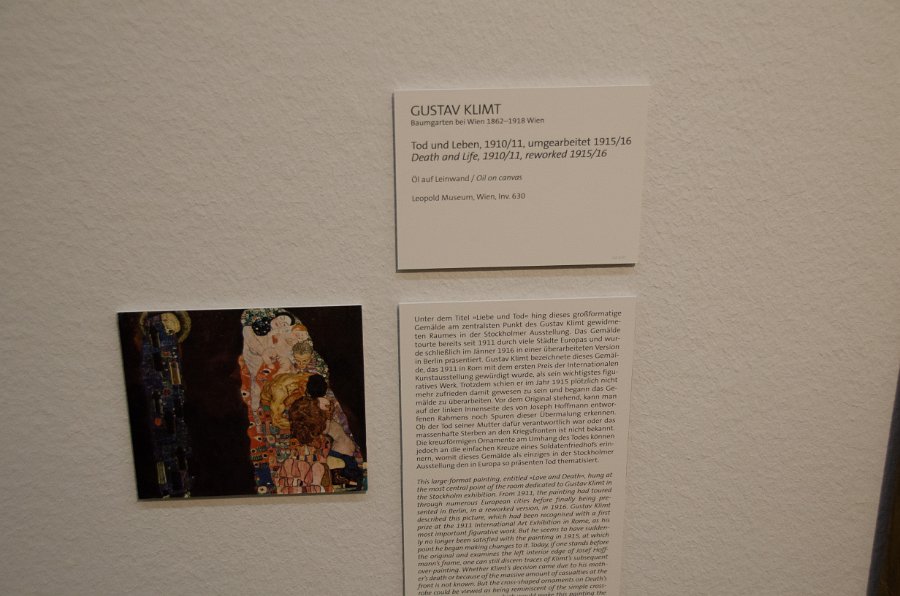 GUSTAV KLIMT
Baumgarten bei Wien 1862–1918 Wien
Tod und Leben, 1910/11, umgearbeitet 1915/16
Death and Life, 1910/11, reworked 1915/16
Öl auf Leinwand / Oil on canvas
Leopold Museum, Wien, Inv. 630
Unter dem Titel »Liebe und Tod« hing dieses großformatige
Gemälde am zentralsten Punkt des Gustav Klimt gewidme-
ten Raumes in der Stockholmer Ausstellung. Das Gemälde
tourte bereits seit 1911 durch viele Städte Europas und wur-
de schließlich im Jänner 1916 in einer überarbeiteten Version
in Berlin präsentiert. Gustav Klimt bezeichnete dieses Gemäl-
de, das 1911 in Rom mit dem ersten Preis der Internationalen
Kunstausstellung gewürdigt wurde, als sein wichtigstes figu-
ratives Werk. Trotzdem schien er im Jahr 1915 plötzlich nicht
mehr zufrieden damit gewesen zu sein und begann das Ge-
mälde zu überarbeiten. Vor dem Original stehend, kann man
auf der linken Innenseite des von Joseph Hoffmann entwor-
fenen Rahmens noch Spuren dieser Übermalung erkennen.
Ob der Tod seiner Mutter dafür verantwortlich war oder das
massenhafte Sterben an den Kriegsfronten ist nicht bekannt.
Die kreuzförmigen Ornamente am Umhang des Todes können
jedoch an die einfachen Kreuze eines Soldatenfriedhofs erin-
nern, womit dieses Gemälde als einziges in der Stockholmer
Ausstellung den in Europa so präsenten Tod thematisiert.
This large-format painting, entitled »Love and Death«, hung at
the most central point of the room dedicated to Gustav Klimt in
the Stockholm exhibition. From 1911, the painting had toured
through numerous European cities before finally being pre-
sented in Berlin, in a reworked version, in 1916. Gustav Klimt
described this picture, which had been recognised with a first
prize at the 1911 International Art Exhibition in Rome, as his
most important figurative work. But he seems to have sudden-
ly no longer been satisfied with the painting in 1915, at which
point he began making changes to it. Today, if one stands before
the original and examines the left interior edge of Josef Hoff-
mann's frame, one can still discern traces of Klimt's subsequent
over-painting. Whether Klimt's decision came due to his moth-
er's death or because of the massive amount of casualties at the
front is not known. But the cross-shaped ornaments on Death's
robe could be viewed as being reminiscent of the simple cross-
make this painting the